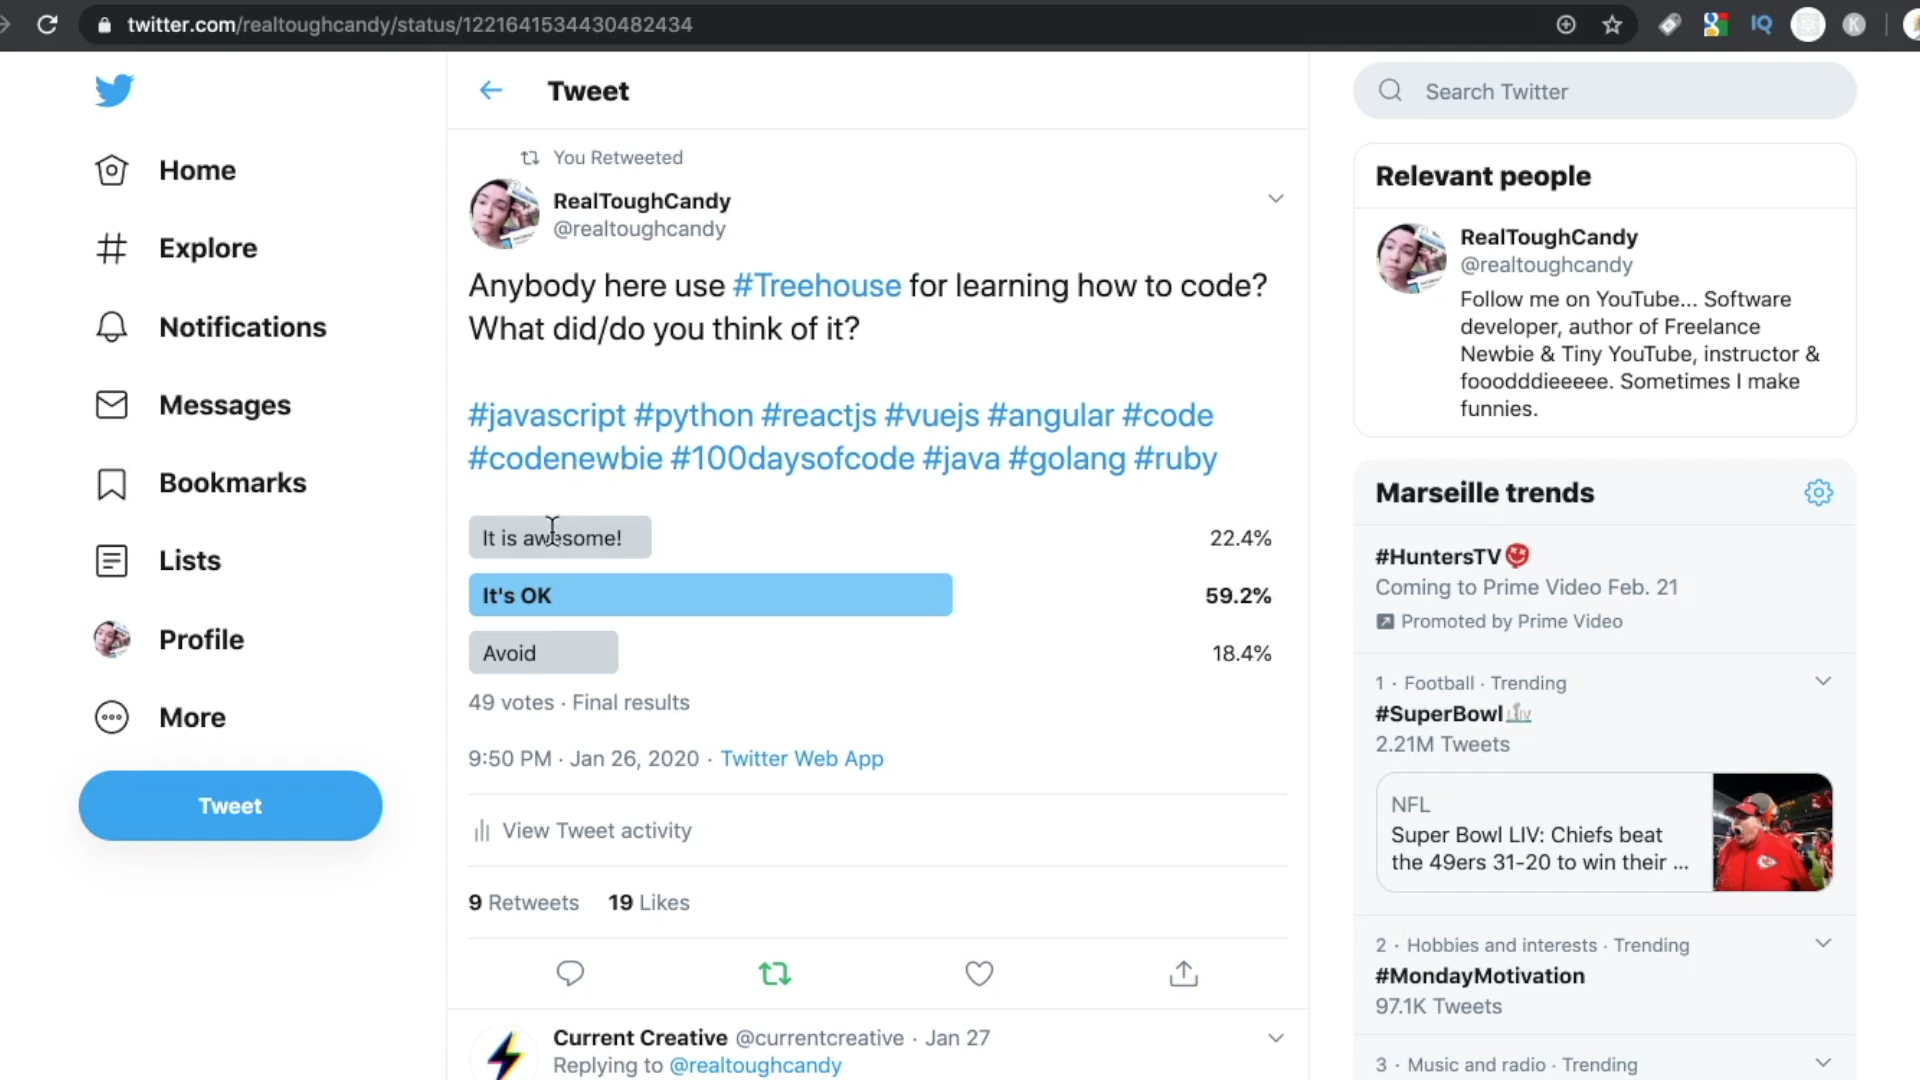 twitter.com/realtoughcandy/status/1221641534430482434
IQ
K
Home
Explore
Notifications
Messages
Bookmarks
Lists
Profile
More
Tweet
Tweet
You Retweeted
RealToughCandy
@realtoughcandy
Anybody here use #Treehouse for learning how to code?
What did/do you think of it?
#javascript #python #reactjs #vuejs #angular #code
#codenewbie #100daysofcode #java #golang #ruby
It is awesome! 22.4%
It's OK 59.2%
Avoid 18.4%
49 votes · Final results
9:50 PM · Jan 26, 2020 · Twitter Web App
View Tweet activity
9 Retweets 19 Likes
Current Creative @currentcreative · Jan 27
Replying to @realtoughcandy
Search Twitter
Relevant people
RealToughCandy
@realtoughcandy
Follow me on YouTube... Software
developer, author of Freelance
Newbie & Tiny YouTube, instructor &
fooodddieeeee. Sometimes I make
funnies.
Marseille trends
#HuntersTV
Coming to Prime Video Feb. 21
Promoted by Prime Video
1 · Football · Trending
#SuperBowl
2.21M Tweets
NFL
Super Bowl LIV: Chiefs beat
the 49ers 31-20 to win their ...
2 · Hobbies and interests · Trending
#MondayMotivation
97.1K Tweets
3 · Music and radio · Trending